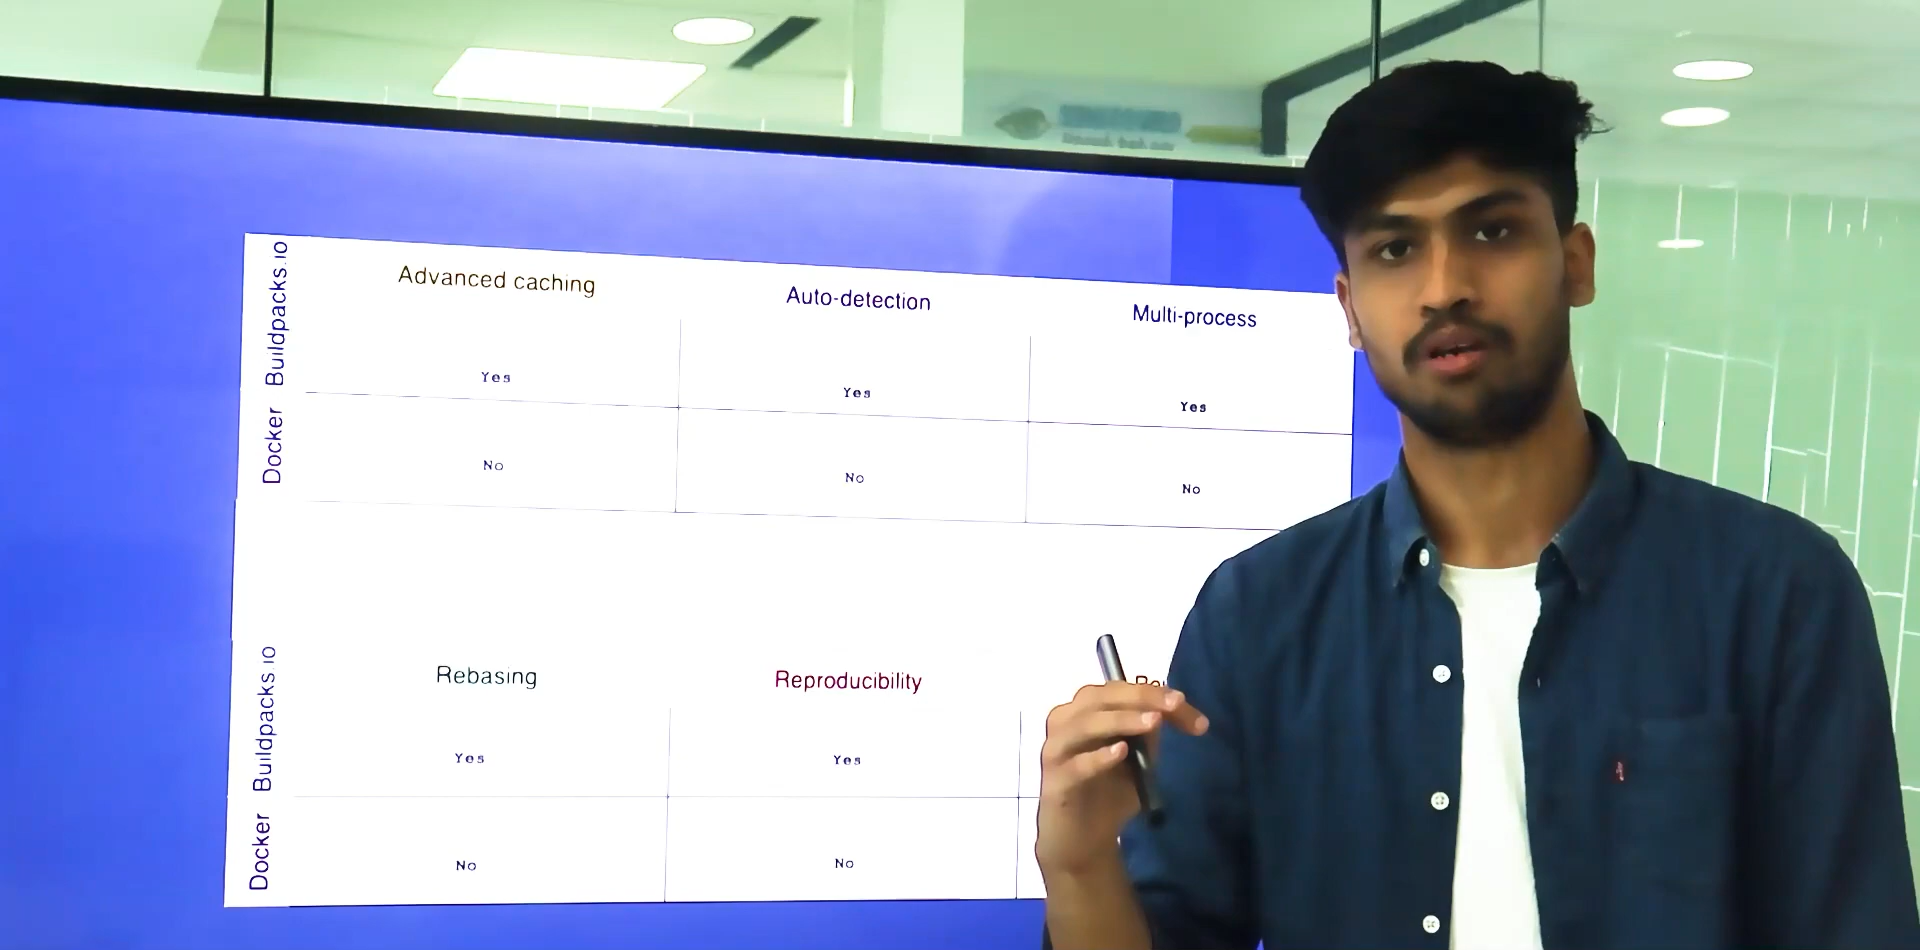 Advanced caching Auto-detection Multi-process
Buildpacks.io Yes Yes Yes
Docker No No No
Rebasing Reproducibility
Buildpacks.io Yes Yes
Docker No No